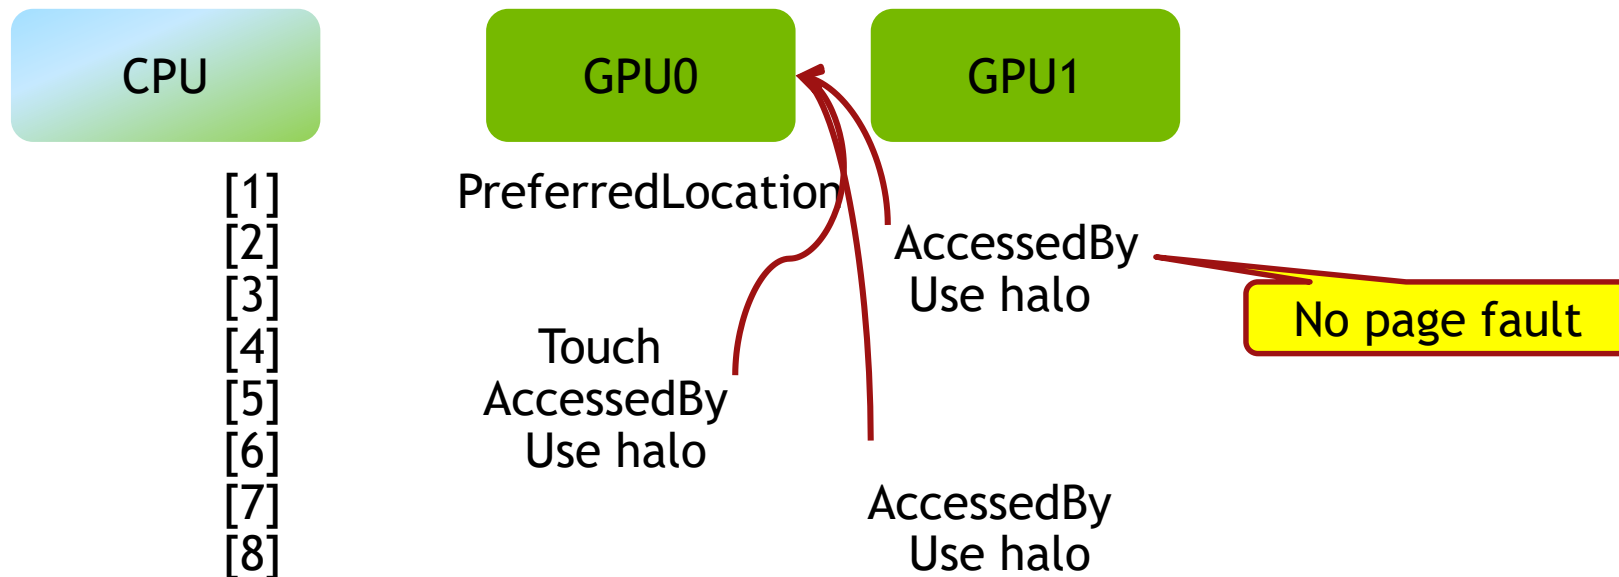 CPU GPU0 GPU1
[1] PreferredLocation
[2] AccessedBy
[3] Use halo
No page fault
[4] Touch
[5] AccessedBy
[6] Use halo
[7] AccessedBy
[8] Use halo